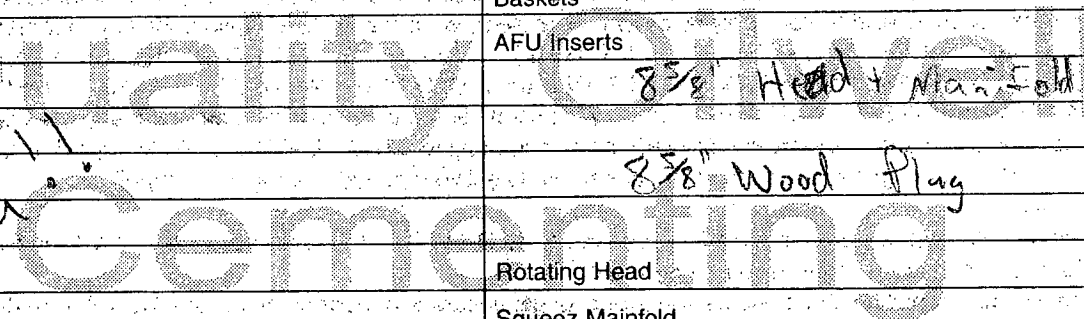 Baskets
AFU Inserts
8 5/8" Head + Manifold
!!
8 5/8" Wood Plug
Rotating Head
Squeez Mainfold
uality Oilwell
Cementing